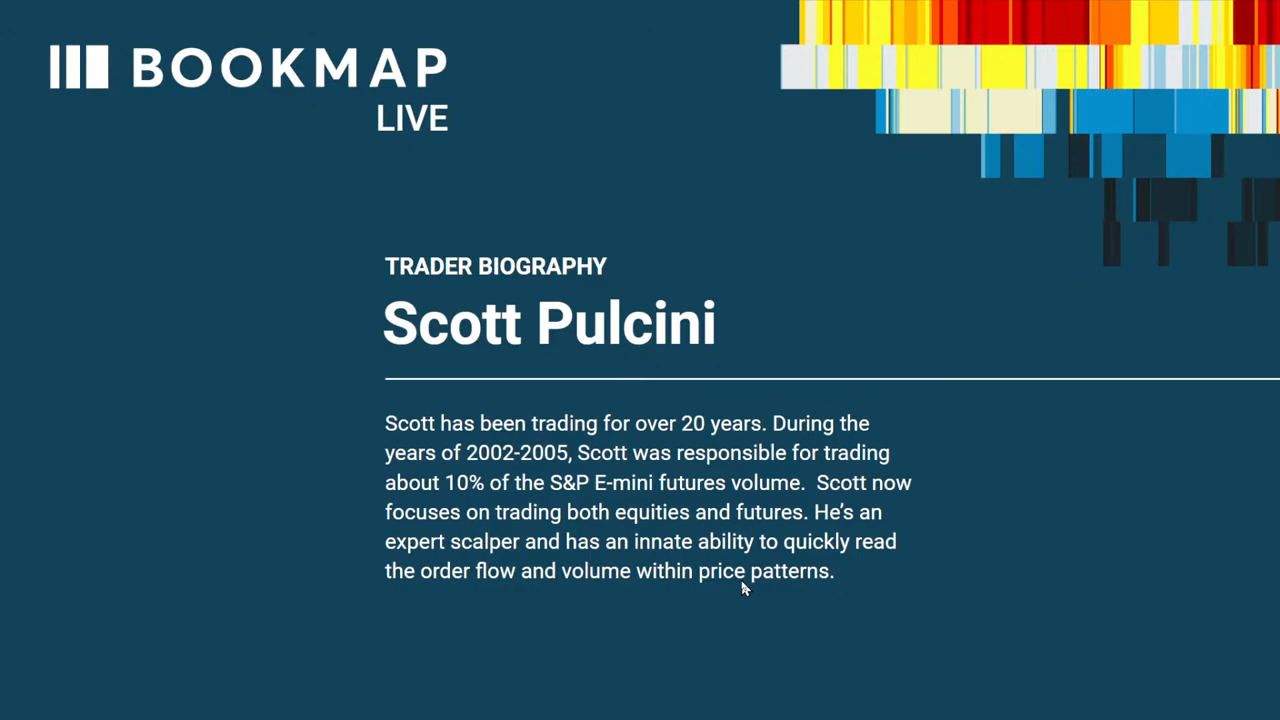 BOOKMAP
LIVE
TRADER BIOGRAPHY
Scott Pulcini
Scott has been trading for over 20 years. During the
years of 2002-2005, Scott was responsible for trading
about 10% of the S&P E-mini futures volume.  Scott now
focuses on trading both equities and futures. He’s an
expert scalper and has an innate ability to quickly read
the order flow and volume within price patterns.